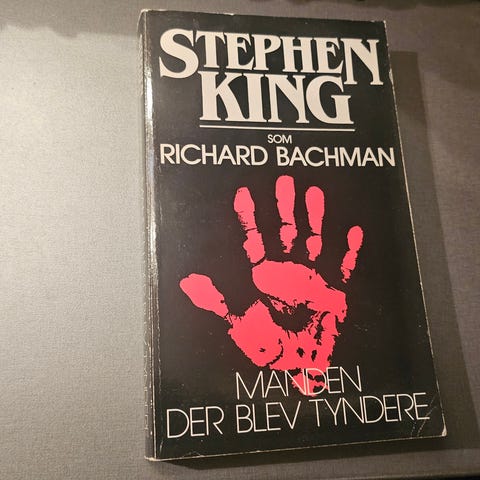 STEPHEN
KING
SOM
RICHARD BACHMAN
MANDEN
DER BLEV TYNDERE